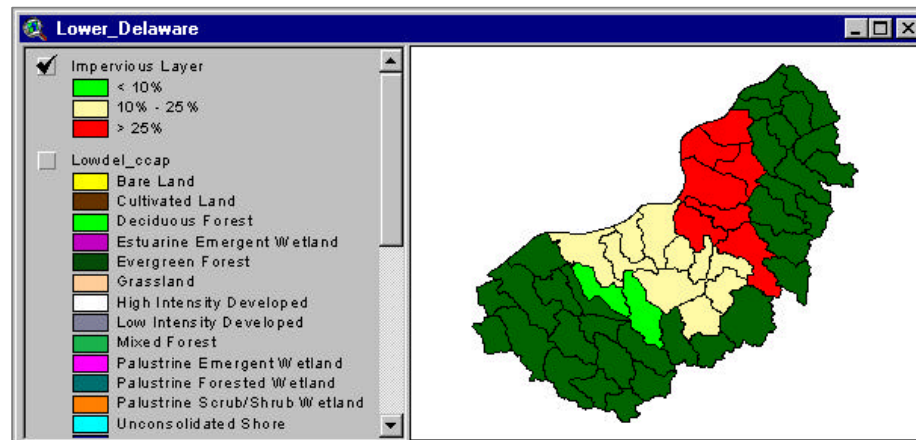 Lower_Delaware
Impervious Layer
< 10%
10% - 25%
> 25%
Lowdel_ccap
Bare Land
Cultivated Land
Deciduous Forest
Estuarine Emergent Wetland
Evergreen Forest
Grassland
High Intensity Developed
Low Intensity Developed
Mixed Forest
Palustrine Emergent Wetland
Palustrine Forested Wetland
Palustrine Scrub/Shrub Wetland
Unconsolidated Shore